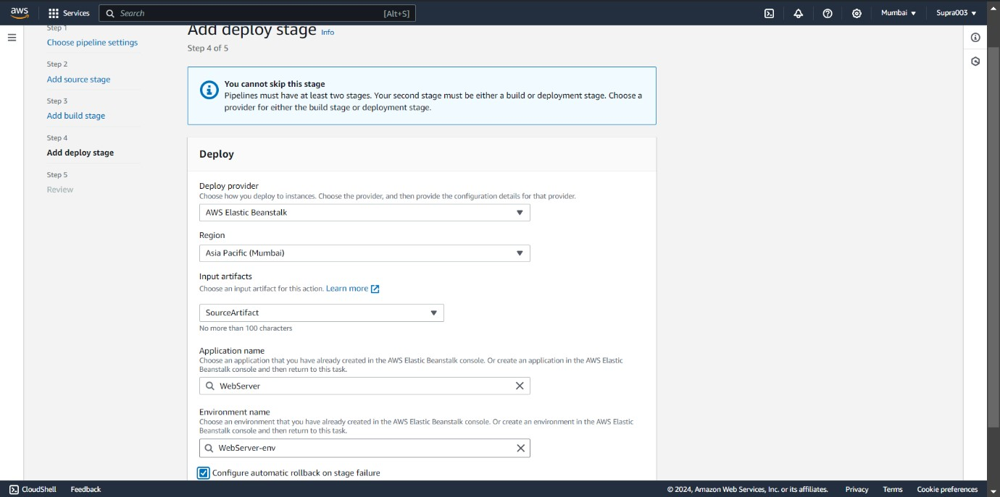 aws
Services
Search
[Alt+S]
Mumbai
Supra003
Step 1
Choose pipeline settings
Step 2
Add source stage
Step 3
Add build stage
Step 4
Add deploy stage
Step 5
Review
Add deploy stage Info
Step 4 of 5
You cannot skip this stage
Pipelines must have at least two stages. Your second stage must be either a build or deployment stage. Choose a
provider for either the build stage or deployment stage.
Deploy
Deploy provider
Choose how you deploy to instances. Choose the provider, and then provide the configuration details for that provider.
AWS Elastic Beanstalk
Region
Asia Pacific (Mumbai)
Input artifacts
Choose an input artifact for this action. Learn more
SourceArtifact
No more than 100 characters
Application name
Choose an application that you have already created in the AWS Elastic Beanstalk console. Or create an application in the AWS Elastic
Beanstalk console and then return to this task.
WebServer
Environment name
Choose an environment that you have already created in the AWS Elastic Beanstalk console. Or create an environment in the AWS Elastic
Beanstalk console and then return to this task.
WebServer-env
Configure automatic rollback on stage failure
CloudShell
Feedback
© 2024, Amazon Web Services, Inc. or its affiliates.
Privacy
Terms
Cookie preferences